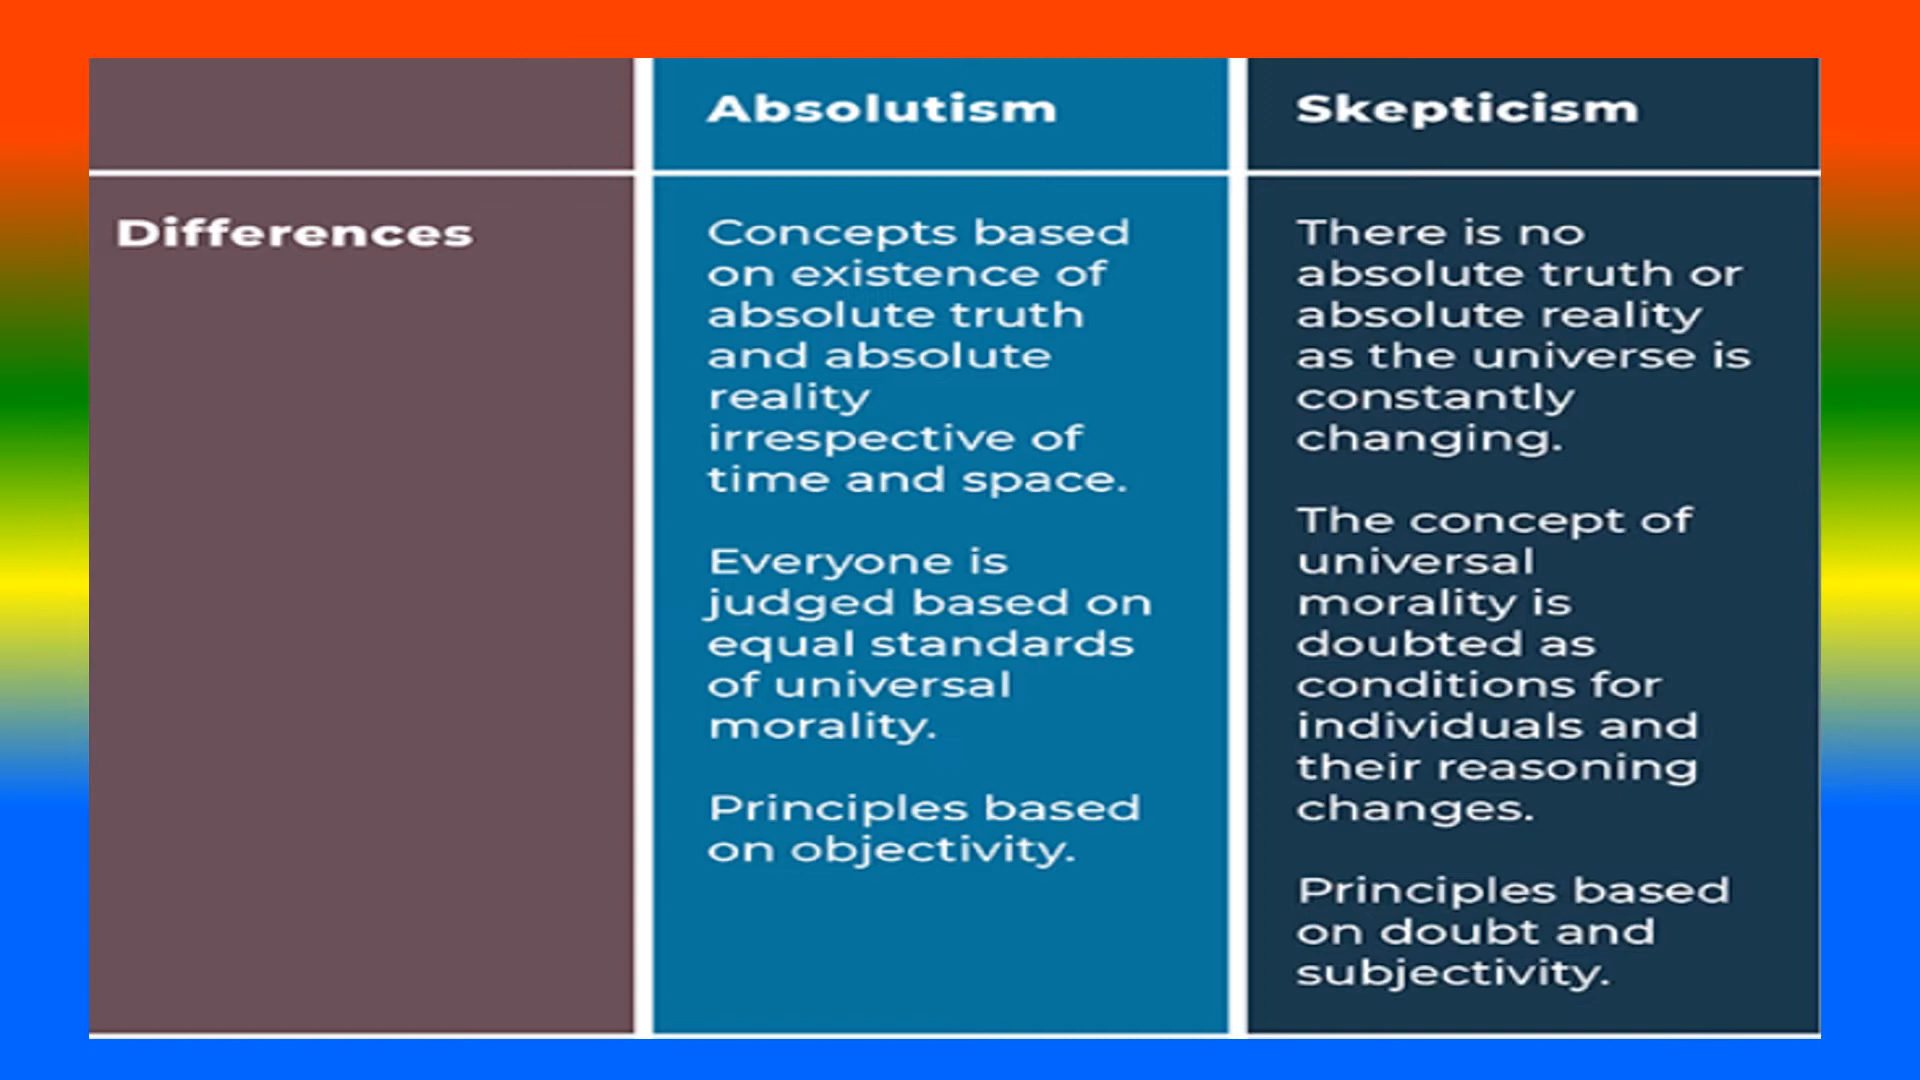 Absolutism
Skepticism
Differences
Concepts based
on existence of
absolute truth
and absolute
reality
irrespective of
time and space.
Everyone is
judged based on
equal standards
of universal
morality.
Principles based
on objectivity.
There is no
absolute truth or
absolute reality
as the universe is
constantly
changing.
The concept of
universal
morality is
doubted as
conditions for
individuals and
their reasoning
changes.
Principles based
on doubt and
subjectivity.